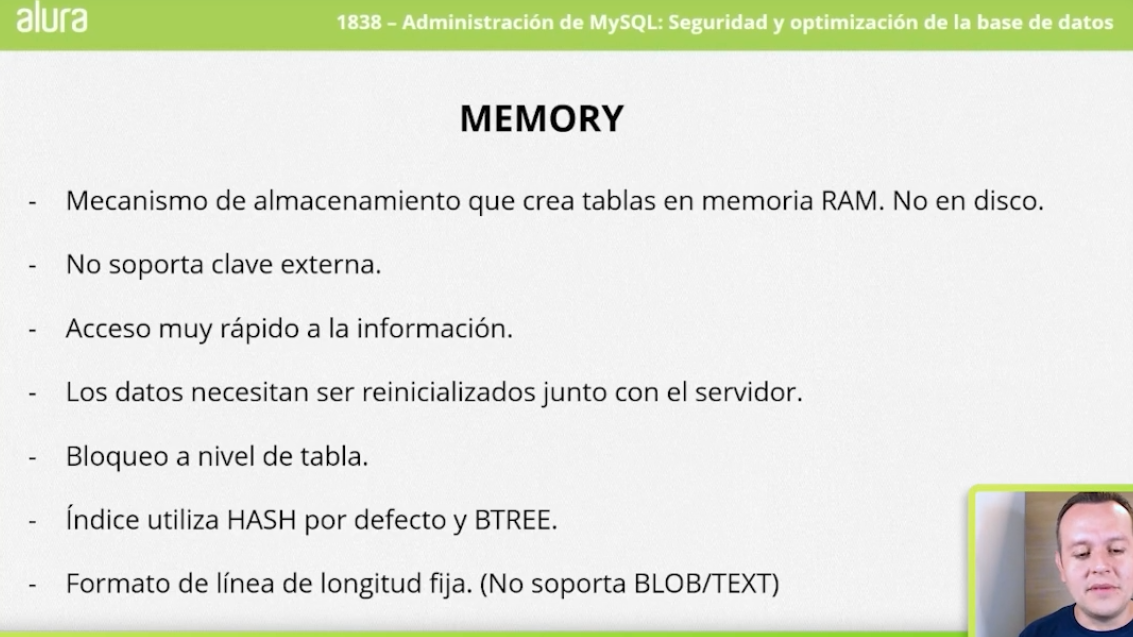 alura
1838 – Administración de MySQL: Seguridad y optimización de la base de datos
MEMORY
- Mecanismo de almacenamiento que crea tablas en memoria RAM. No en disco.
- No soporta clave externa.
- Acceso muy rápido a la información.
- Los datos necesitan ser reinicializados junto con el servidor.
- Bloqueo a nivel de tabla.
- Índice utiliza HASH por defecto y BTREE.
- Formato de línea de longitud fija. (No soporta BLOB/TEXT)